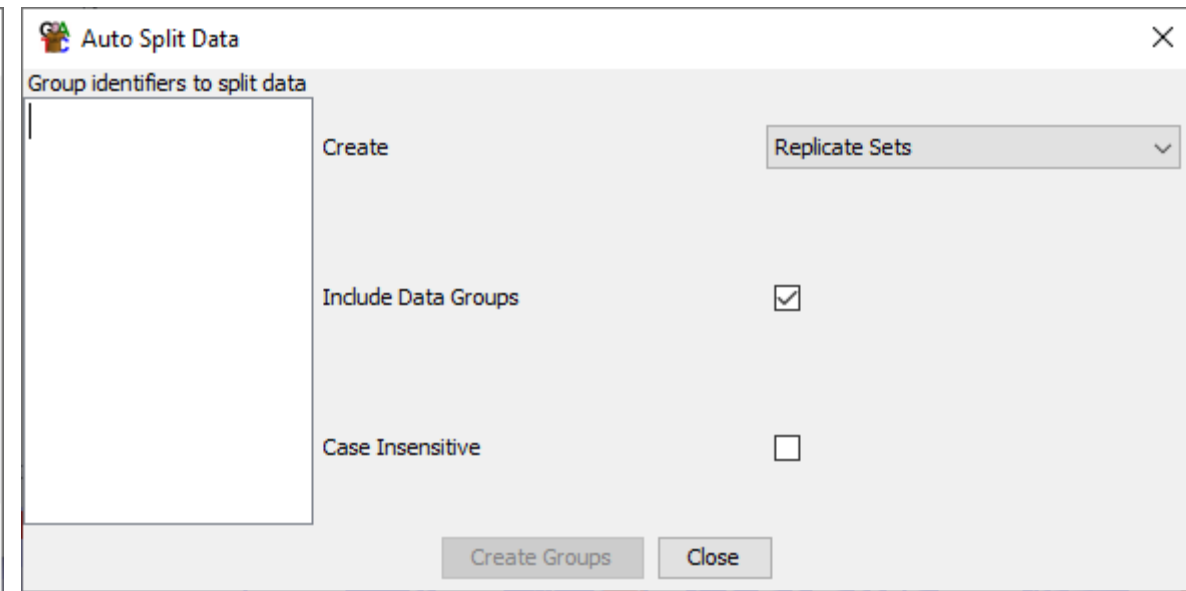 Auto Split Data
Group identifiers to split data
Create
Replicate Sets
Include Data Groups
Case Insensitive
Create Groups
Close